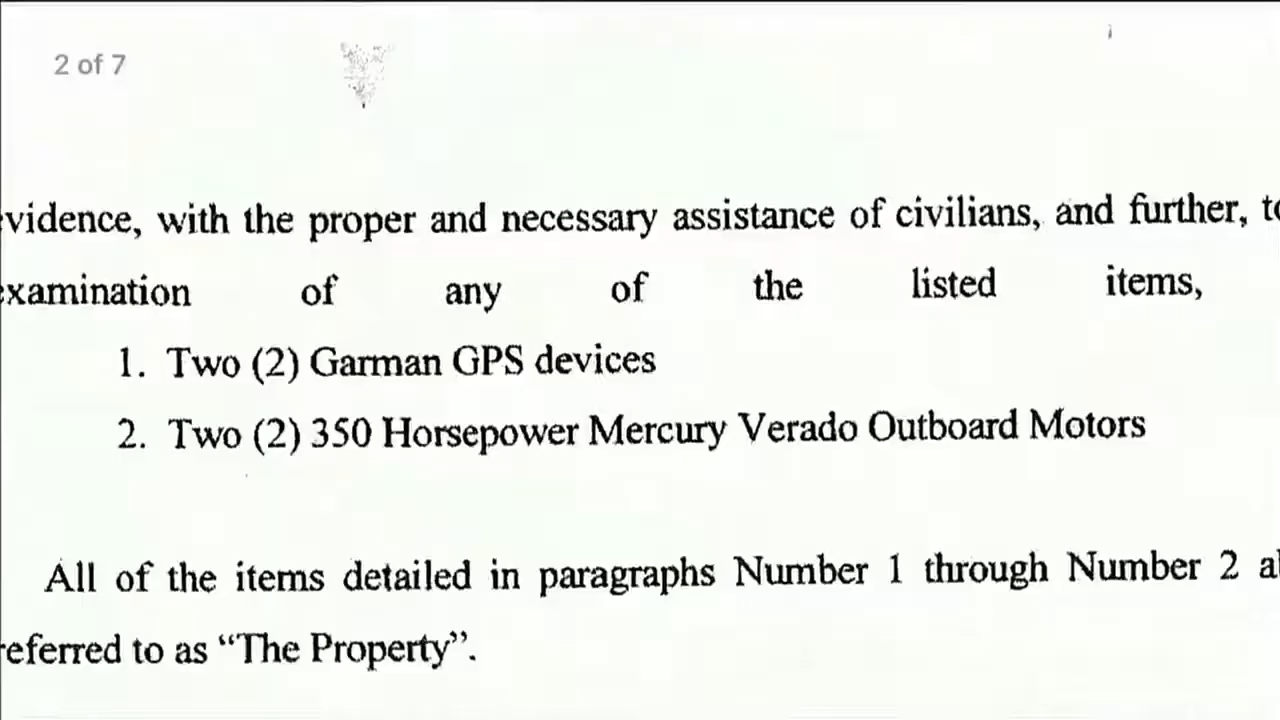 2 of 7
vidence, with the proper and necessary assistance of civilians, and further, to
xamination of any of the listed items,
1. Two (2) Garman GPS devices
2. Two (2) 350 Horsepower Mercury Verado Outboard Motors
All of the items detailed in paragraphs Number 1 through Number 2 a
eferred to as “The Property”.